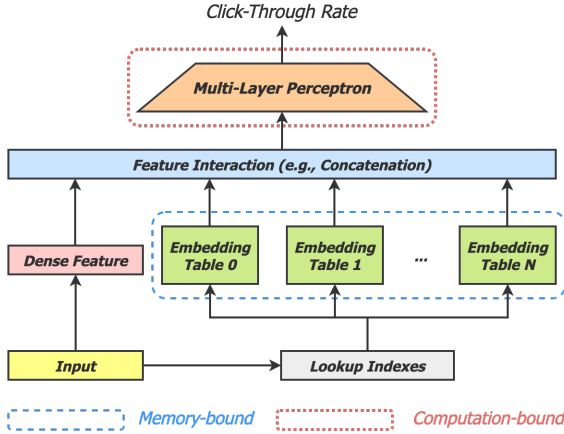 Click-Through Rate
Multi-Layer Perceptron
Feature Interaction (e.g., Concatenation)
Dense Feature
Embedding
Table 0
Embedding
Table 1
...
Embedding
Table N
Input
Lookup Indexes
Memory-bound
Computation-bound